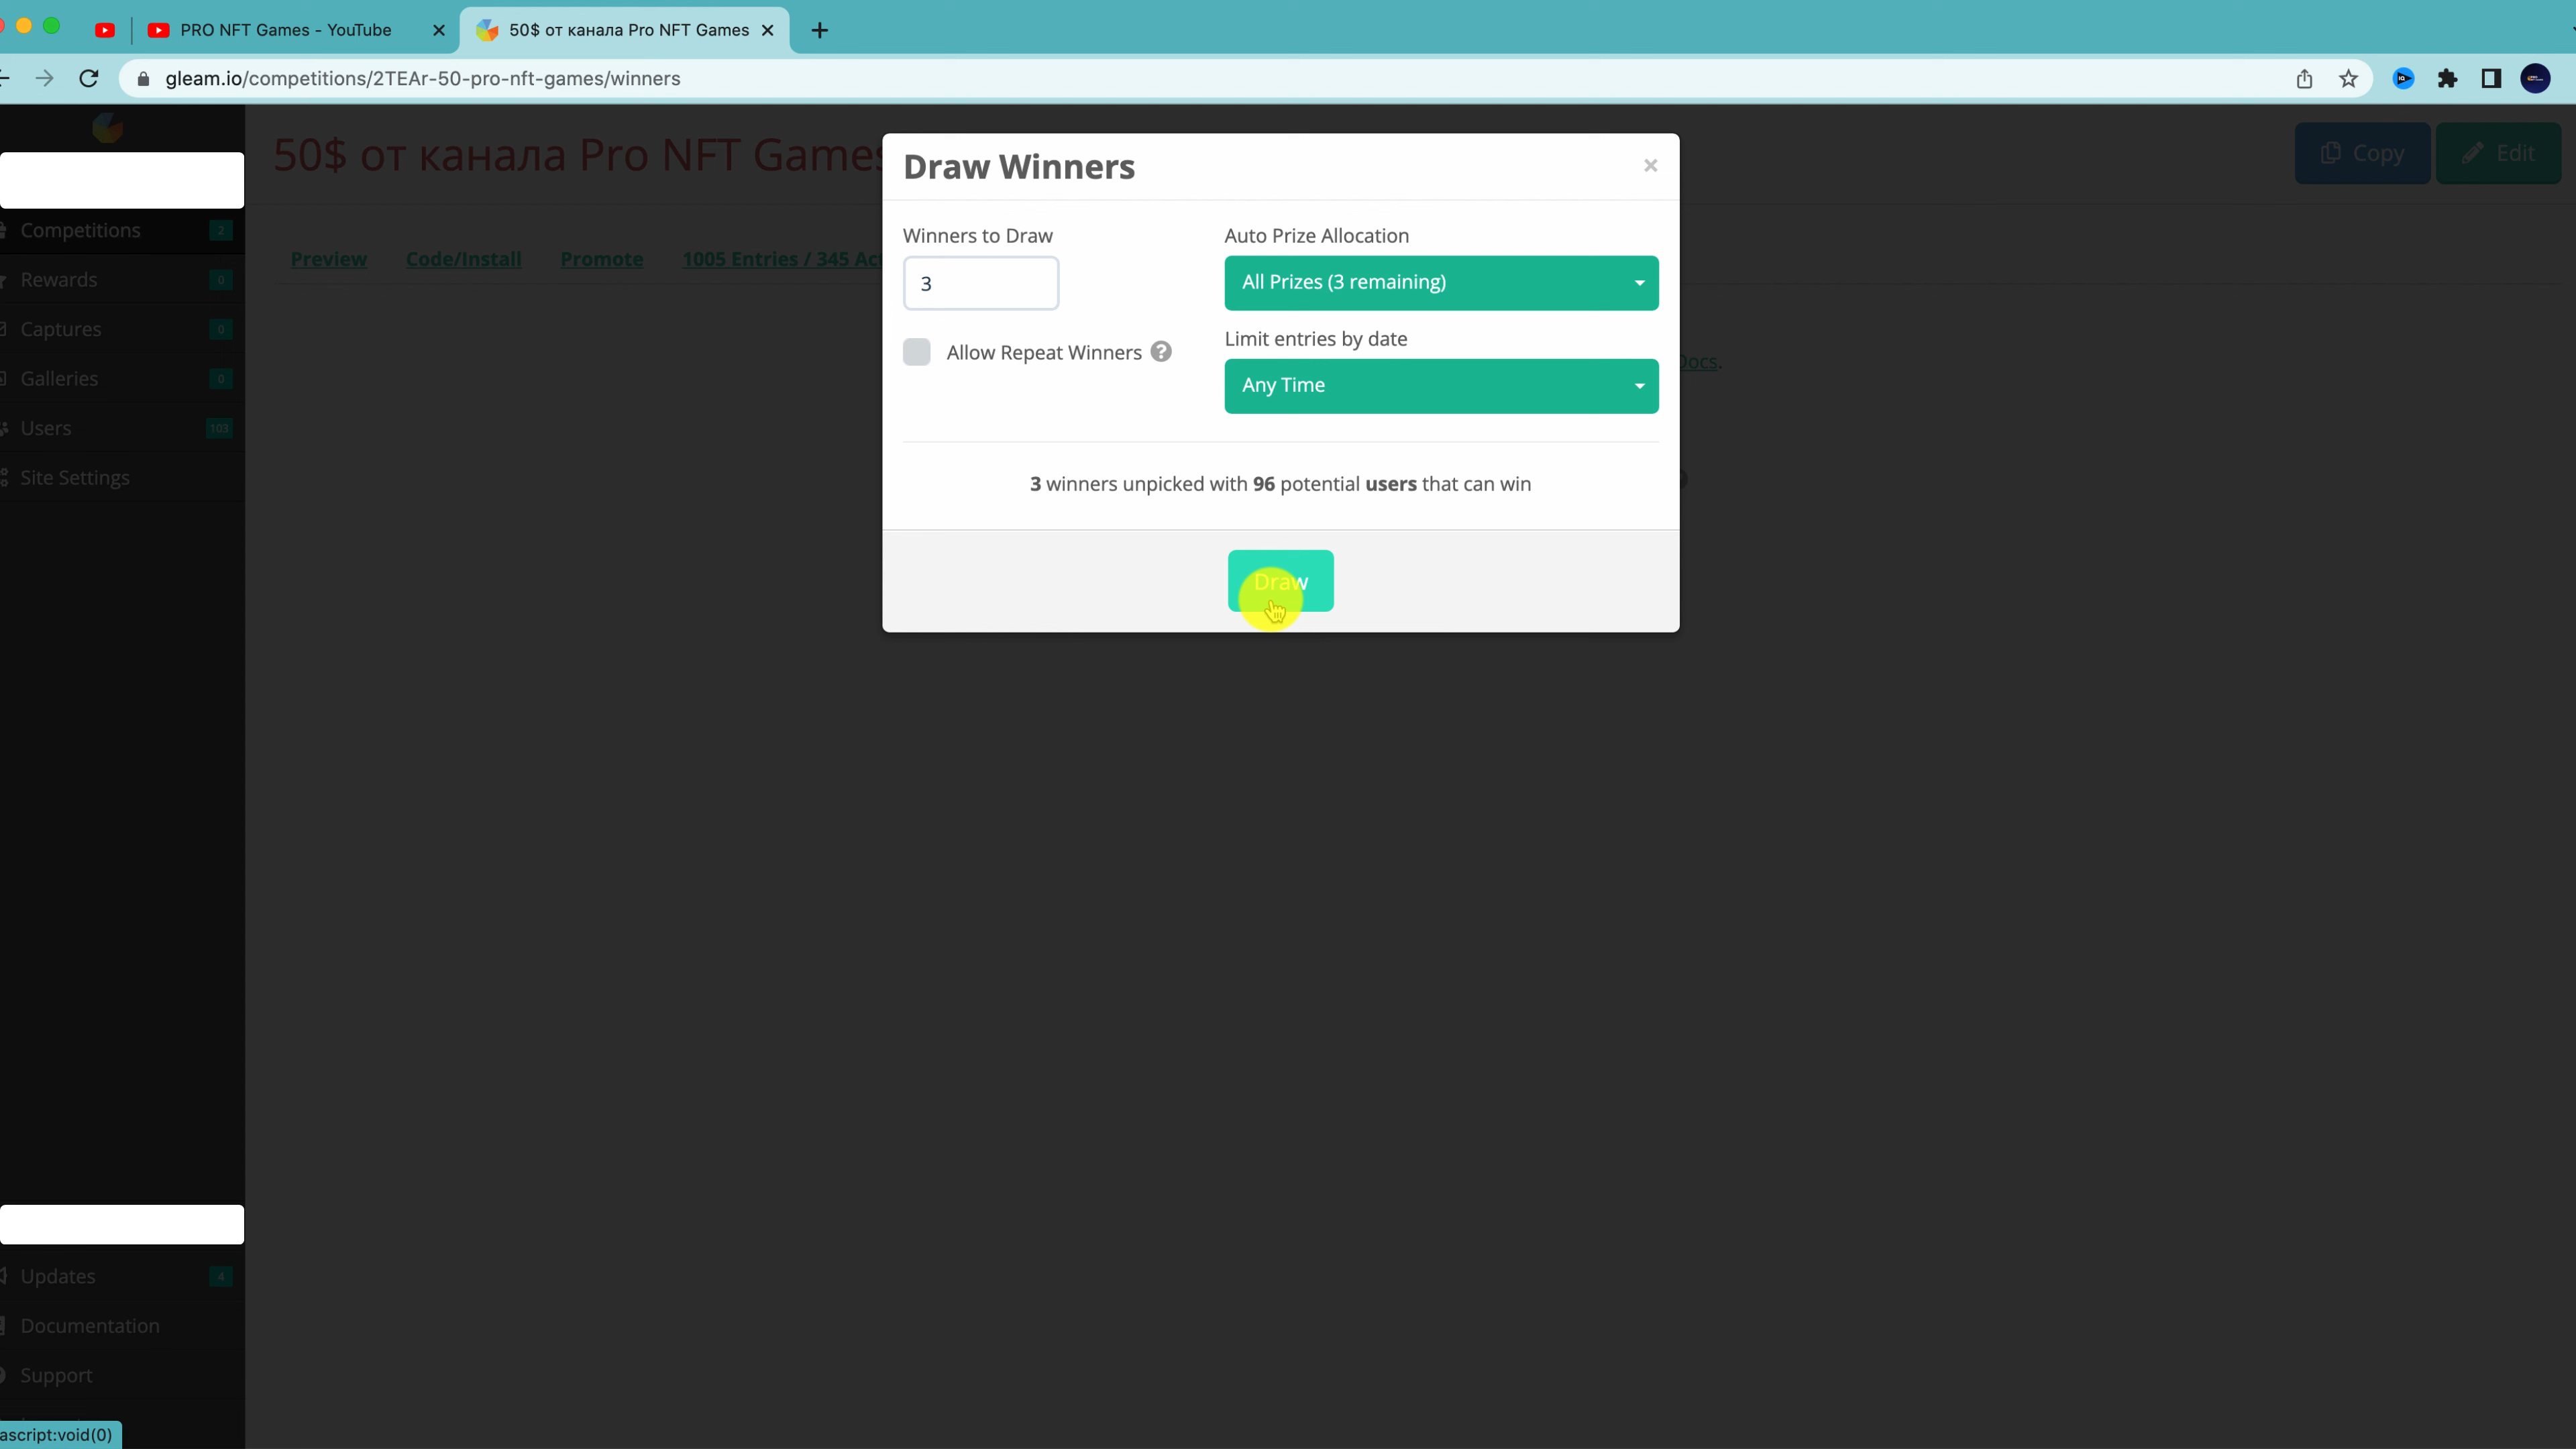 PRO NFT Games - YouTube
50$ от канала Pro NFT Games
gleam.io/competitions/2TEAr-50-pro-nft-games/winners
50$ от канала Pro NFT Games
Copy
Edit
Competitions 2
Rewards 0
Captures 0
Galleries 0
Users 103
Site Settings
Preview Code/Install Promote 1005 Entries / 345
Draw Winners
×
Winners to Draw
3
Allow Repeat Winners ?
Auto Prize Allocation
All Prizes (3 remaining)
Limit entries by date
Any Time
3 winners unpicked with 96 potential users that can win
Draw
Docs.
Updates 4
Documentation
Support
ascript:void(0)